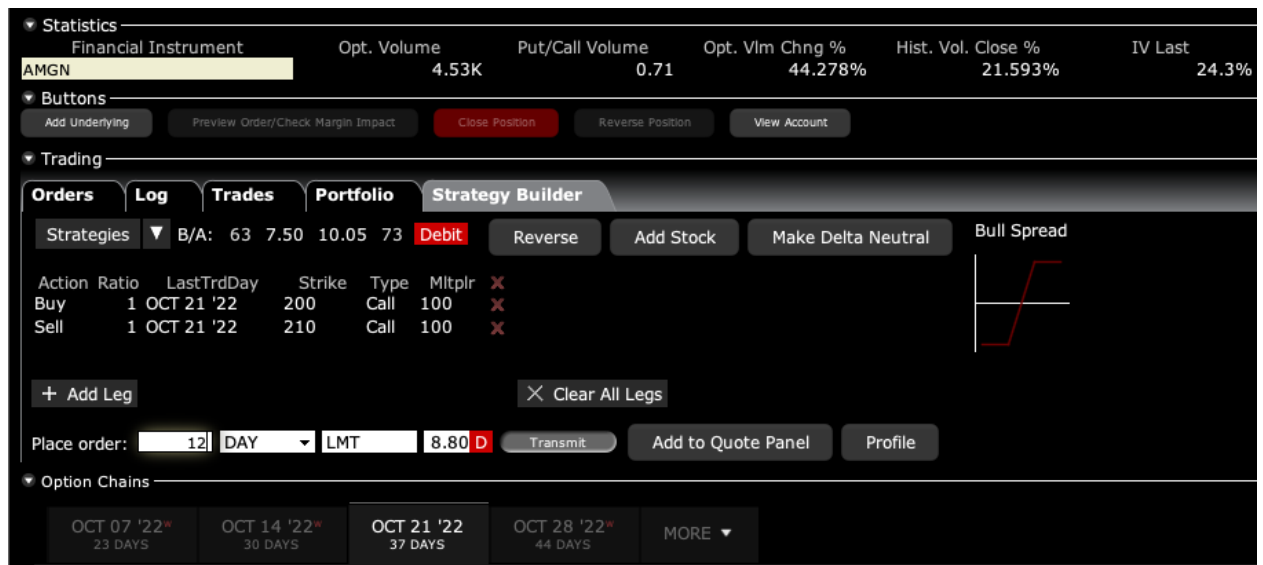 Statistics
Financial Instrument Opt. Volume Put/Call Volume Opt. Vlm Chng % Hist. Vol. Close % IV Last
AMGN 4.53K 0.71 44.278% 21.593% 24.3%
Buttons
Add Underlying Preview Order/Check Margin Impact Close Position Reverse Position View Account
Trading
Orders Log Trades Portfolio Strategy Builder
Strategies ▼ B/A: 63 7.50 10.05 73 Debit Reverse Add Stock Make Delta Neutral Bull Spread
Action Ratio LastTrdDay Strike Type Mltplr X
Buy 1 OCT 21 '22 200 Call 100 X
Sell 1 OCT 21 '22 210 Call 100 X
+ Add Leg X Clear All Legs
Place order: 12 DAY LMT 8.80 D Transmit Add to Quote Panel Profile
Option Chains
OCT 07 '22W OCT 14 '22W OCT 21 '22 OCT 28 '22W MORE ▼
23 DAYS 30 DAYS 37 DAYS 44 DAYS